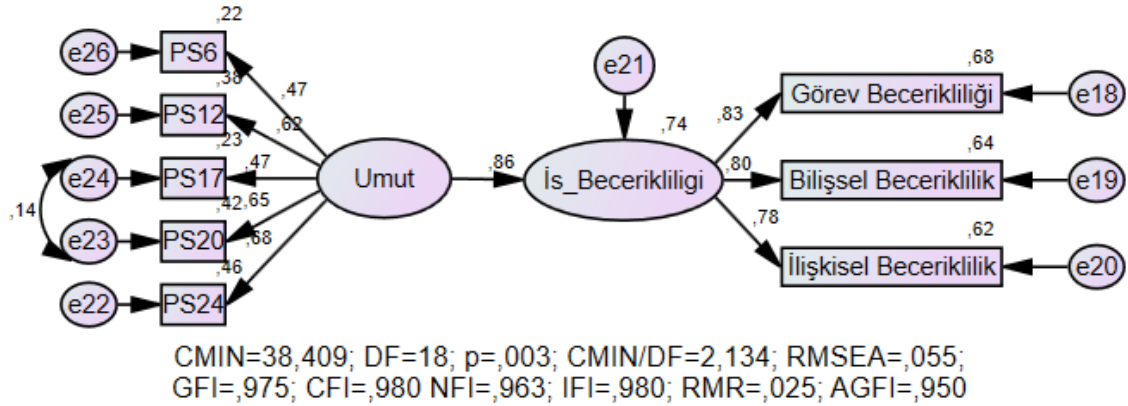 ,22
e26 PS6
,47
,38
e25 PS12
,62
,23
e24 PS17
,47
,14
,42 ,65
e23 PS20
,68
,46
e22 PS24
Umut
,86
e21
,74
İs_Becerikliligi
,83
,68
Görev Becerikliliği e18
,80
,64
Bilişsel Beceriklilik e19
,78
,62
İlişkisel Beceriklilik e20
CMIN=38,409; DF=18; p=,003; CMIN/DF=2,134; RMSEA=,055;
GFI=,975; CFI=,980 NFI=,963; IFI=,980; RMR=,025; AGFI=,950